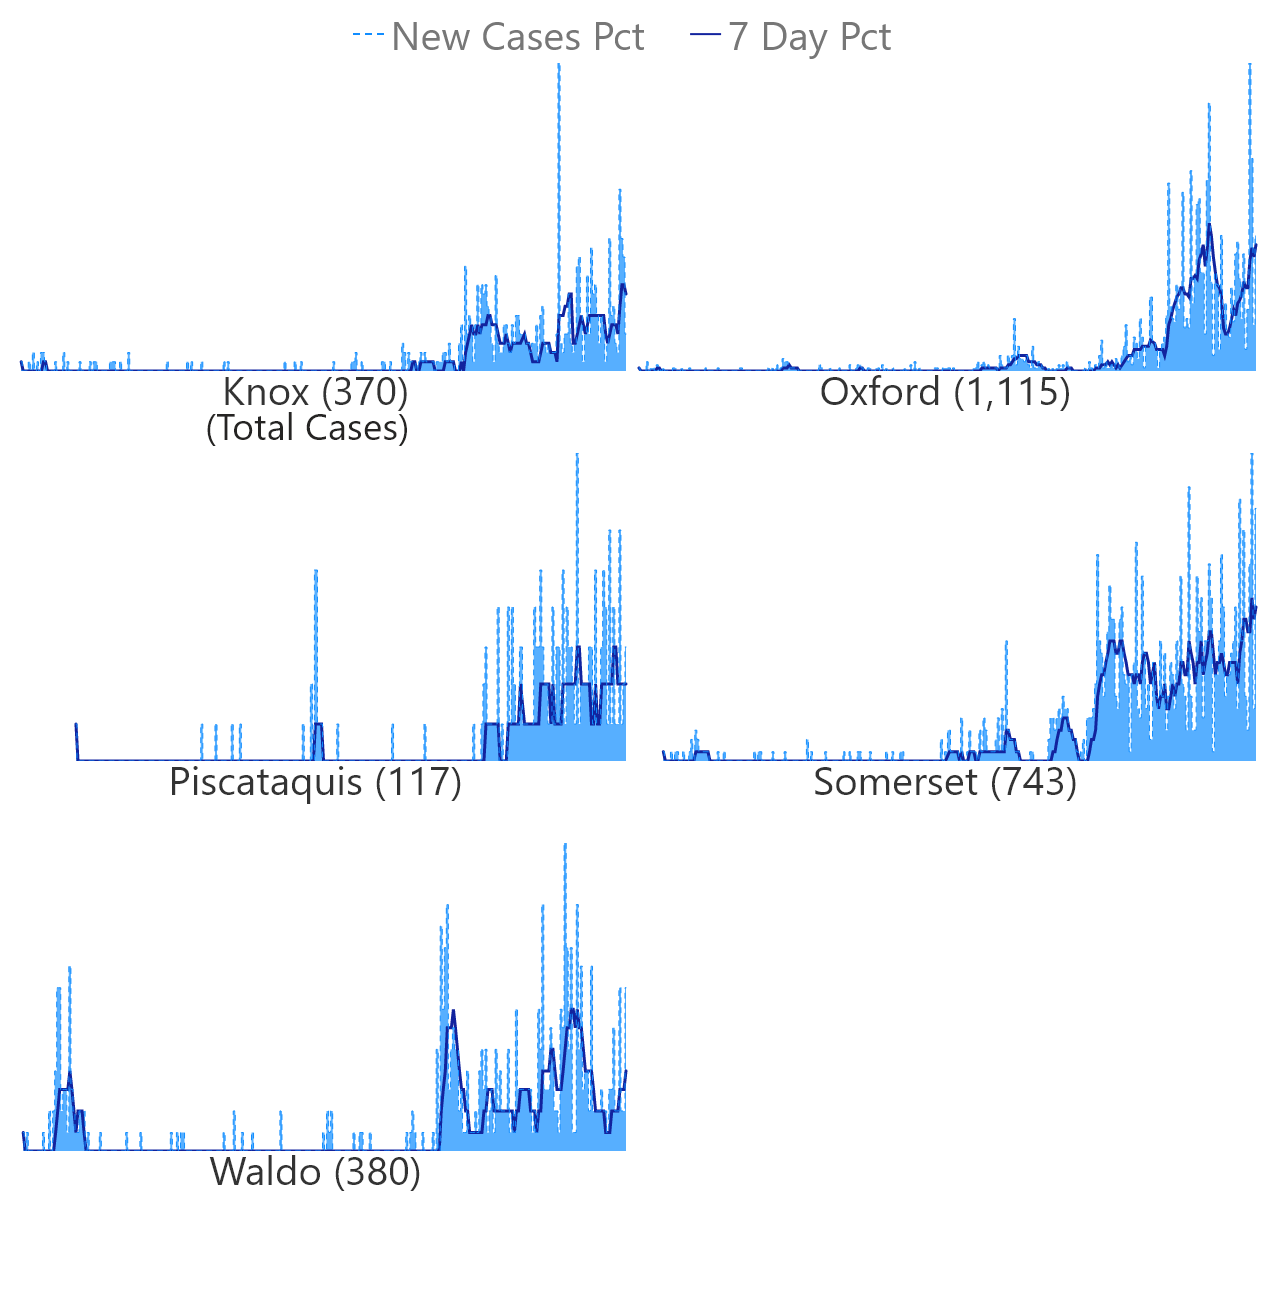 New Cases Pct 7 Day Pct
Knox (370)
(Total Cases)
Oxford (1,115)
Piscataquis (117)
Somerset (743)
Waldo (380)